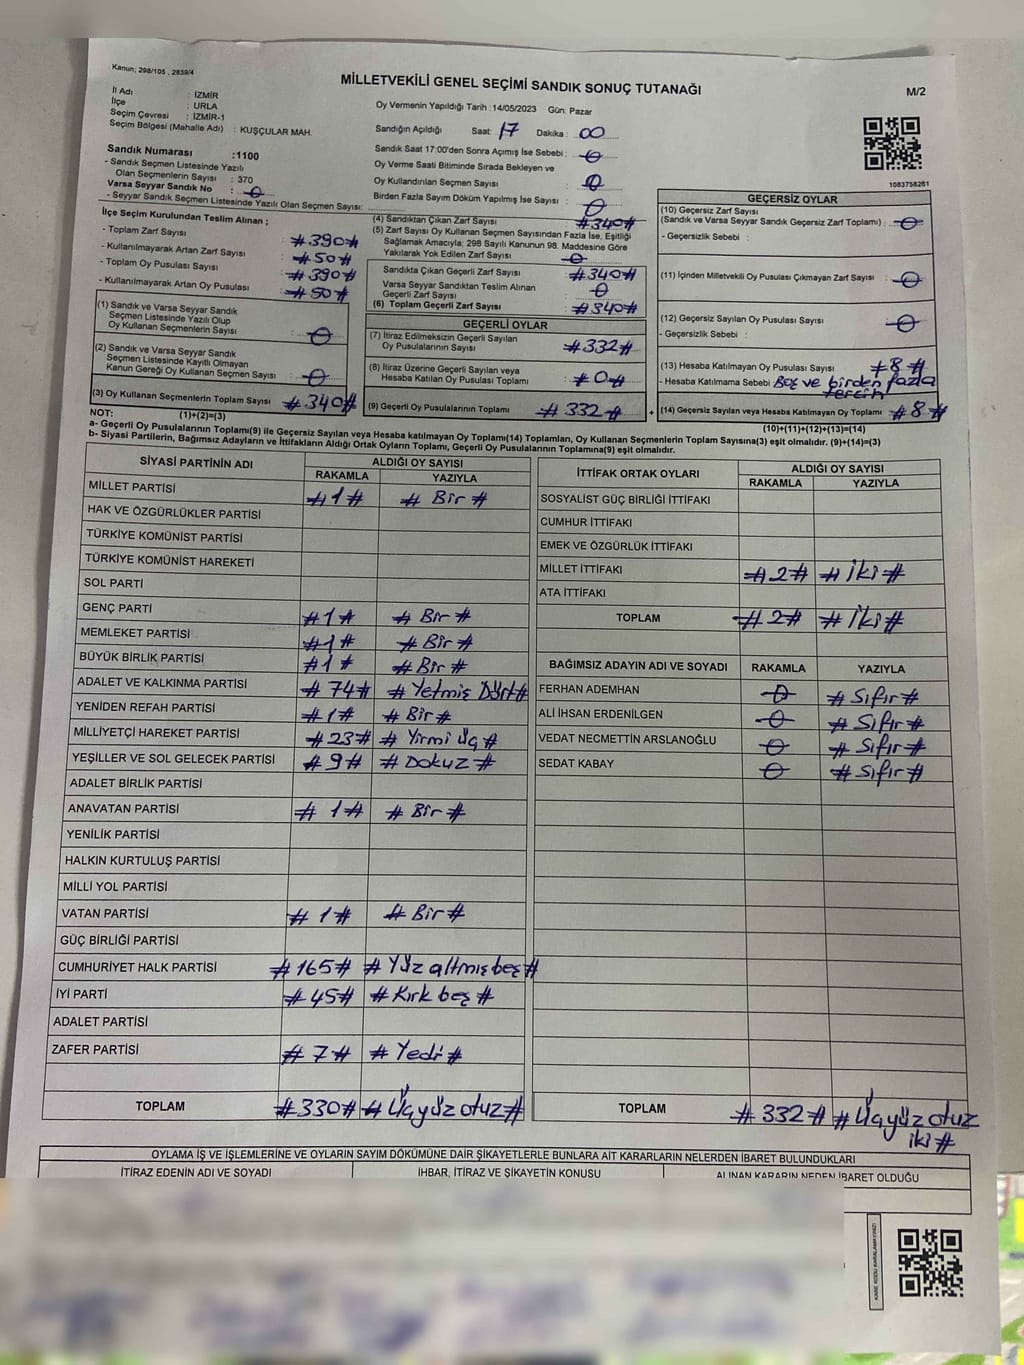 Kanun; 298/105 , 2839/4
MİLLETVEKİLİ GENEL SEÇİMİ SANDIK SONUÇ TUTANAĞI
M/2
İl Adı : İZMİR
İlçe : URLA
Seçim Çevresi : İZMİR-1
Seçim Bölgesi (Mahalle Adı) : KUŞÇULAR MAH.
Sandık Numarası :1100
- Sandık Seçmen Listesinde Yazılı
Olan Seçmenlerin Sayısı : 370
Varsa Seyyar Sandık No : 0
- Seyyar Sandık Seçmen Listesinde Yazılı Olan Seçmen Sayısı:
Oy Vermenin Yapıldığı Tarih : 14/05/2023 Gün: Pazar
Sandığın Açıldığı Saat: 17 Dakika : 00
Sandık Saat 17:00'den Sonra Açılmış İse Sebebi : 0
Oy Verme Saati Bitiminde Sırada Bekleyen ve
Oy Kullandırılan Seçmen Sayısı : 0
Birden Fazla Sayım Döküm Yapılmış İse Sayısı : 0
1083758261
İlçe Seçim Kurulundan Teslim Alınan ;
- Toplam Zarf Sayısı : #390#
- Kullanılmayarak Artan Zarf Sayısı : #50#
- Toplam Oy Pusulası Sayısı : #390#
- Kullanılmayarak Artan Oy Pusulası : #50#
(1) Sandık ve Varsa Seyyar Sandık
Seçmen Listesinde Yazılı Olup
Oy Kullanan Seçmenlerin Sayısı : 0
(2) Sandık ve Varsa Seyyar Sandık
Seçmen Listesinde Kayıtlı Olmayan
Kanun Gereği Oy Kullanan Seçmen Sayısı : 0
(3) Oy Kullanan Seçmenlerin Toplam Sayısı : #340#
(4) Sandıktan Çıkan Zarf Sayısı : #340#
(5) Zarf Sayısı Oy Kullanan Seçmen Sayısından Fazla İse, Eşitliği
Sağlamak Amacıyla; 298 Sayılı Kanunun 98. Maddesine Göre
Yakılarak Yok Edilen Zarf Sayısı : 0
Sandıkta Çıkan Geçerli Zarf Sayısı : #340#
Varsa Seyyar Sandıktan Teslim Alınan
Geçerli Zarf Sayısı : 0
(6) Toplam Geçerli Zarf Sayısı : #340#
GEÇERLİ OYLAR
(7) İtiraz Edilmeksizin Geçerli Sayılan
Oy Pusulalarının Sayısı : #332#
(8) İtiraz Üzerine Geçerli Sayılan veya
Hesaba Katılan Oy Pusulası Toplamı : #0#
(9) Geçerli Oy Pusulalarının Toplamı : #332#
GEÇERSİZ OYLAR
(10) Geçersiz Zarf Sayısı
(Sandık ve Varsa Seyyar Sandık Geçersiz Zarf Toplamı) : 0
- Geçersizlik Sebebi :
(11) İçinden Milletvekili Oy Pusulası Çıkmayan Zarf Sayısı : 0
(12) Geçersiz Sayılan Oy Pusulası Sayısı : 0
- Geçersizlik Sebebi :
(13) Hesaba Katılmayan Oy Pusulası Sayısı : #8#
- Hesaba Katılmama Sebebi : Boş ve birden fazla
tercih
+ (14) Geçersiz Sayılan veya Hesaba Katılmayan Oy Toplamı : #8#
NOT: (1)+(2)=(3) (10)+(11)+(12)+(13)=(14)
a- Geçerli Oy Pusulalarının Toplamı(9) ile Geçersiz Sayılan veya Hesaba katılmayan Oy Toplamı(14) Toplamları, Oy Kullanan Seçmenlerin Toplam Sayısına(3) eşit olmalıdır. (9)+(14)=(3)
b- Siyasi Partilerin, Bağımsız Adayların ve İttifakların Aldığı Ortak Oyların Toplamı, Geçerli Oy Pusulalarının Toplamına(9) eşit olmalıdır.
SİYASİ PARTİNİN ADI ALDIĞI OY SAYISI
RAKAMLA YAZIYLA
MİLLET PARTİSİ #1# # Bir #
HAK VE ÖZGÜRLÜKLER PARTİSİ
TÜRKİYE KOMÜNİST PARTİSİ
TÜRKİYE KOMÜNİST HAREKETİ
SOL PARTİ
GENÇ PARTİ #1# # Bir #
MEMLEKET PARTİSİ #1# # Bir #
BÜYÜK BİRLİK PARTİSİ #1# # Bir #
ADALET VE KALKINMA PARTİSİ #74# # Yetmiş Dört#
YENİDEN REFAH PARTİSİ #1# # Bir #
MİLLİYETÇİ HAREKET PARTİSİ #23# # Yirmi üç #
YEŞİLLER VE SOL GELECEK PARTİSİ #9# # Dokuz #
ADALET BİRLİK PARTİSİ
ANAVATAN PARTİSİ #1# # Bir #
YENİLİK PARTİSİ
HALKIN KURTULUŞ PARTİSİ
MİLLİ YOL PARTİSİ
VATAN PARTİSİ #1# # Bir #
GÜÇ BİRLİĞİ PARTİSİ
CUMHURİYET HALK PARTİSİ #165# # Yüz altmış beş#
İYİ PARTİ #45# # Kırk beş #
ADALET PARTİSİ
ZAFER PARTİSİ #7# # Yedi #
TOPLAM #330# # Üçyüz otuz#
İTTİFAK ORTAK OYLARI ALDIĞI OY SAYISI
RAKAMLA YAZIYLA
SOSYALİST GÜÇ BİRLİĞİ İTTİFAKI
CUMHUR İTTİFAKI
EMEK VE ÖZGÜRLÜK İTTİFAKI
MİLLET İTTİFAKI #2# # İki #
ATA İTTİFAKI
TOPLAM #2# # İki #
BAĞIMSIZ ADAYIN ADI VE SOYADI RAKAMLA YAZIYLA
FERHAN ADEMHAN 0 # Sıfır #
ALİ İHSAN ERDENİLGEN 0 # Sıfır #
VEDAT NECMETTİN ARSLANOĞLU 0 # Sıfır #
SEDAT KABAY 0 # Sıfır #
TOPLAM #332# # Üçyüz otuz
iki #
OYLAMA İŞ VE İŞLEMLERİNE VE OYLARIN SAYIM DÖKÜMÜNE DAİR ŞİKAYETLERLE BUNLARA AİT KARARLARIN NELERDEN İBARET BULUNDUKLARI
İTİRAZ EDENİN ADI VE SOYADI İHBAR, İTİRAZ VE ŞİKAYETİN KONUSU ALINAN KARARIN NEDEN İBARET OLDUĞU